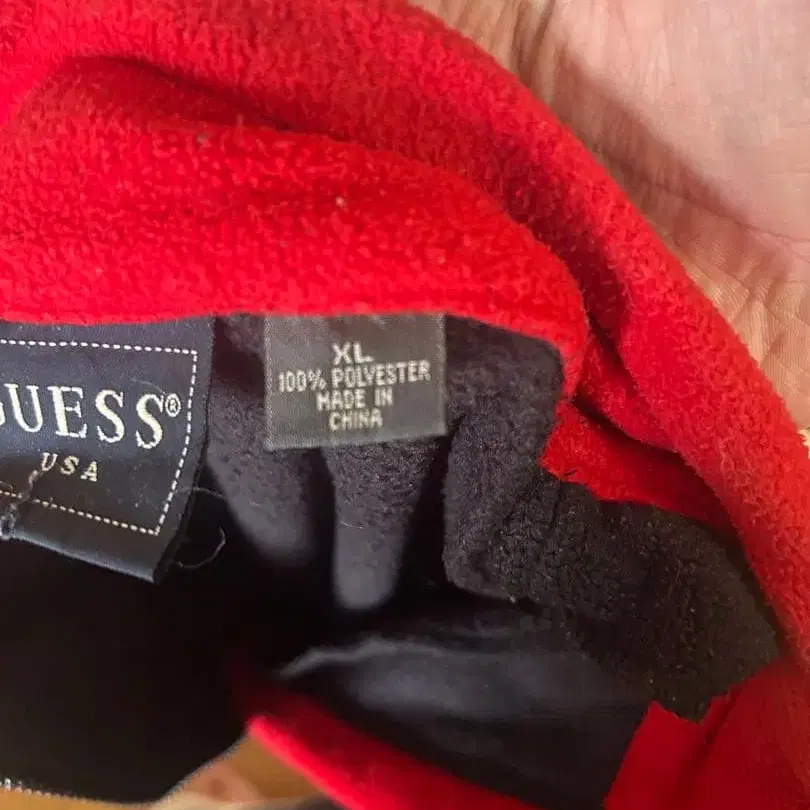 GUESS®
USA
XL
100% POLYESTER
MADE IN
CHINA